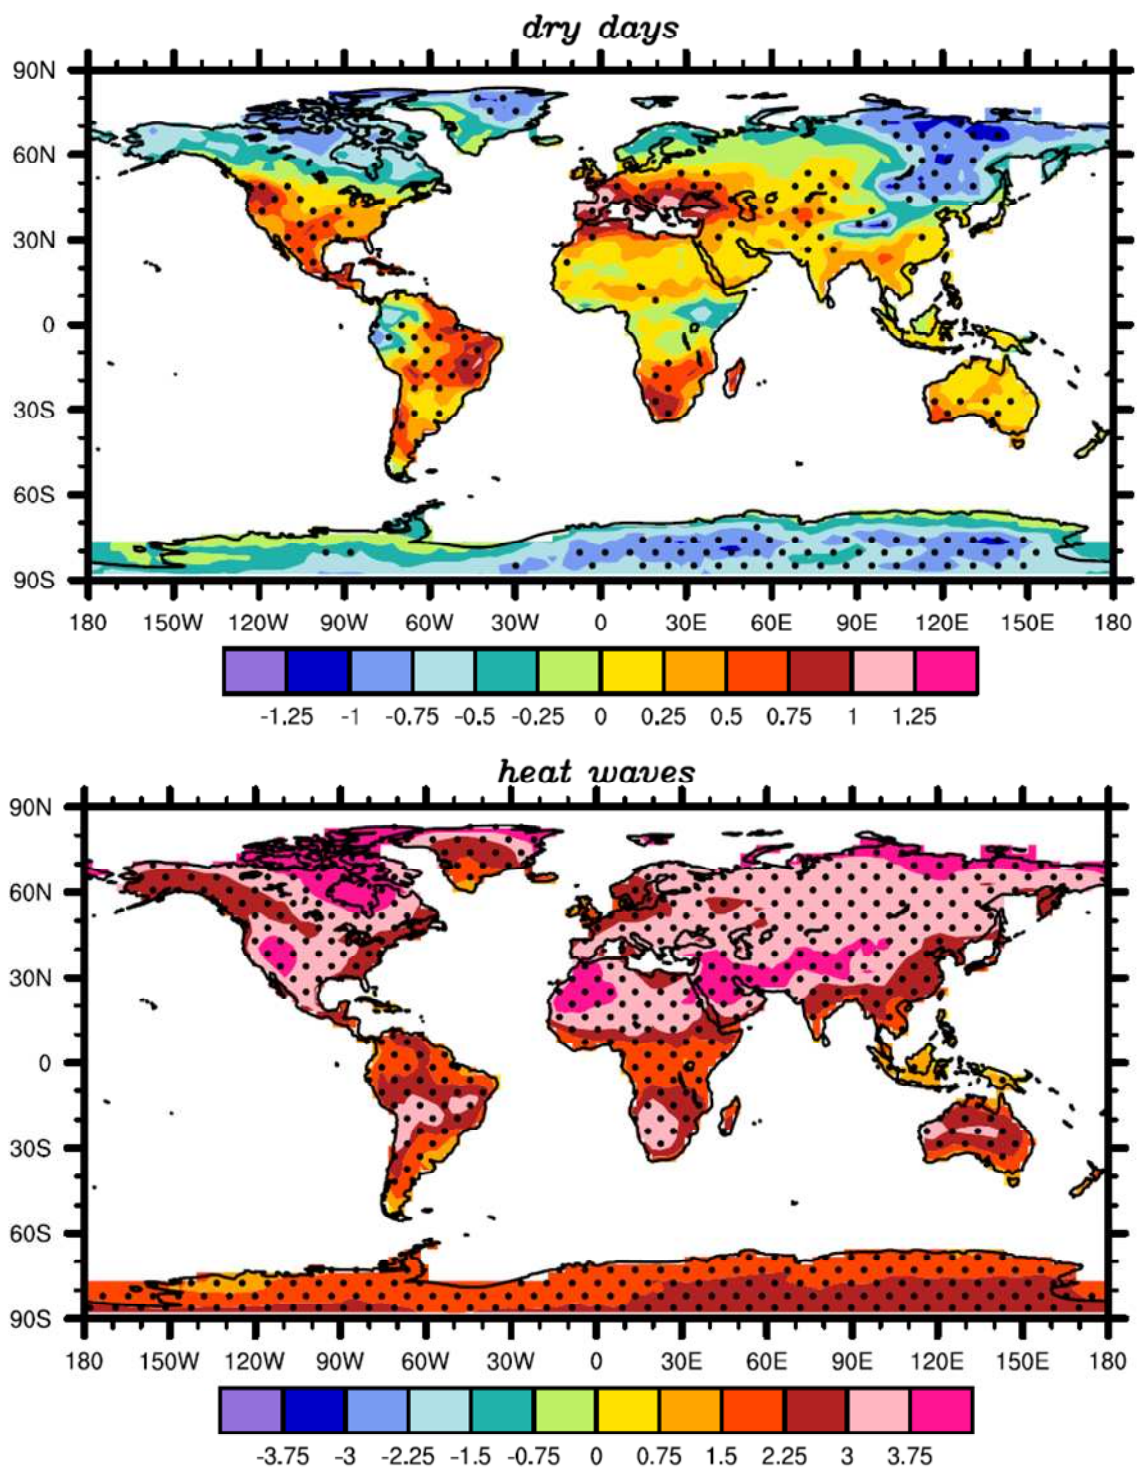 dry days
90N
60N
30N
0
30S
60S
90S
180 150W 120W 90W 60W 30W 0 30E 60E 90E 120E 150E 180
-1.25 -1 -0.75 -0.5 -0.25 0 0.25 0.5 0.75 1 1.25
heat waves
90N
60N
30N
0
30S
60S
90S
180 150W 120W 90W 60W 30W 0 30E 60E 90E 120E 150E 180
-3.75 -3 -2.25 -1.5 -0.75 0 0.75 1.5 2.25 3 3.75